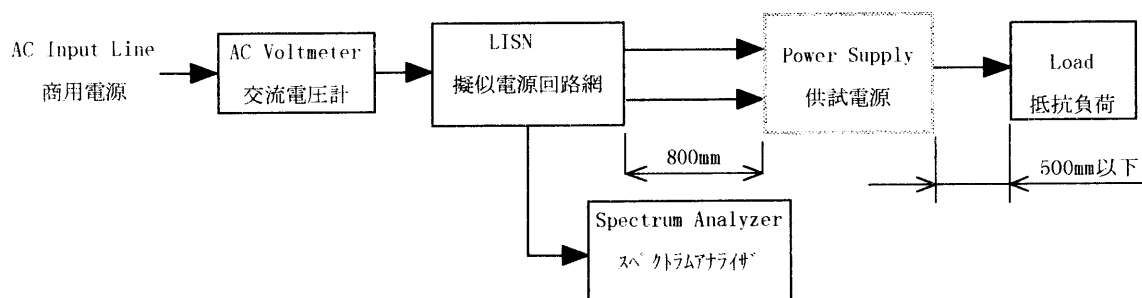 AC Input Line
商用電源
AC Voltmeter
交流電圧計
LISN
擬似電源回路網
Power Supply
供試電源
Load
抵抗負荷
800mm
500mm以下
Spectrum Analyzer
スペクトラムアナライザ